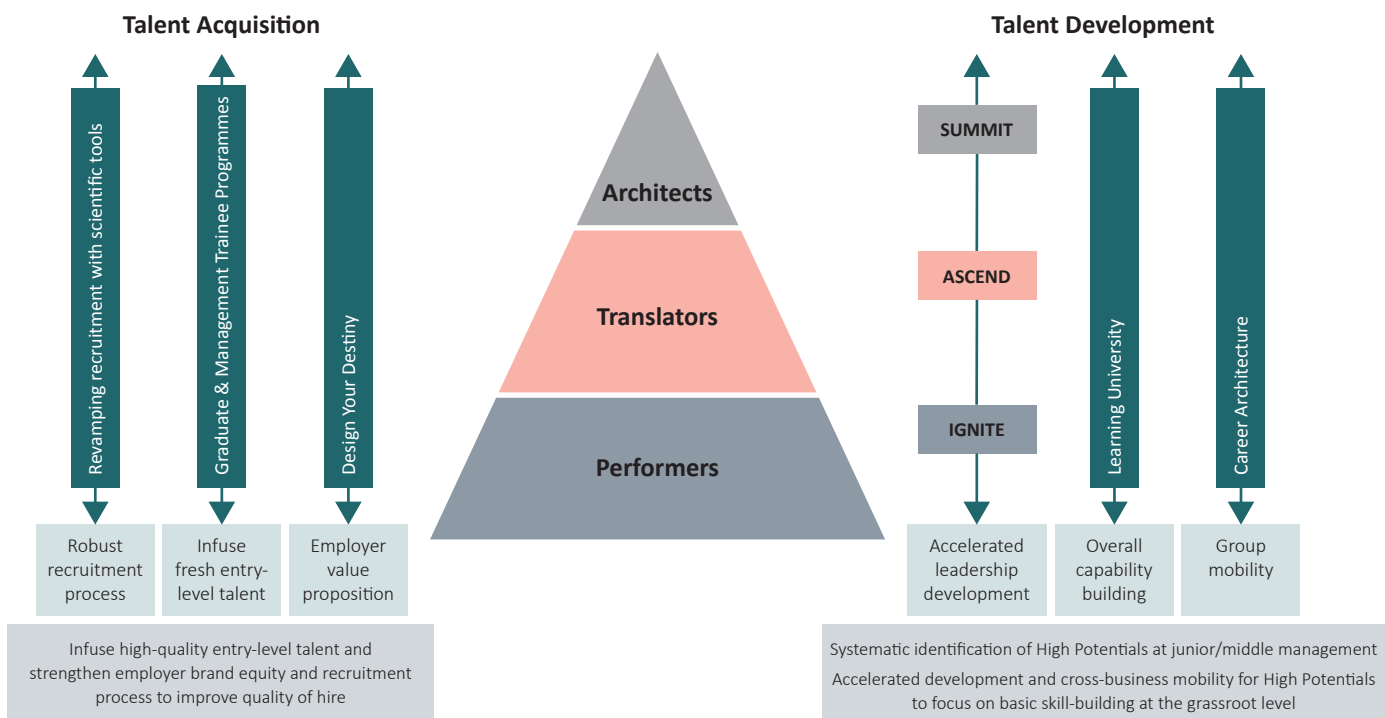 Talent Acquisition
Revamping recruitment with scientific tools
Graduate & Management Trainee Programmes
Design Your Destiny
Robust
recruitment
process
Infuse
fresh entry-
level talent
Employer
value
proposition
Infuse high-quality entry-level talent and
strengthen employer brand equity and recruitment
process to improve quality of hire
Architects
Translators
Performers
Talent Development
SUMMIT
ASCEND
IGNITE
Learning University
Career Architecture
Accelerated
leadership
development
Overall
capability
building
Group
mobility
Systematic identification of High Potentials at junior/middle management
Accelerated development and cross-business mobility for High Potentials
to focus on basic skill-building at the grassroot level